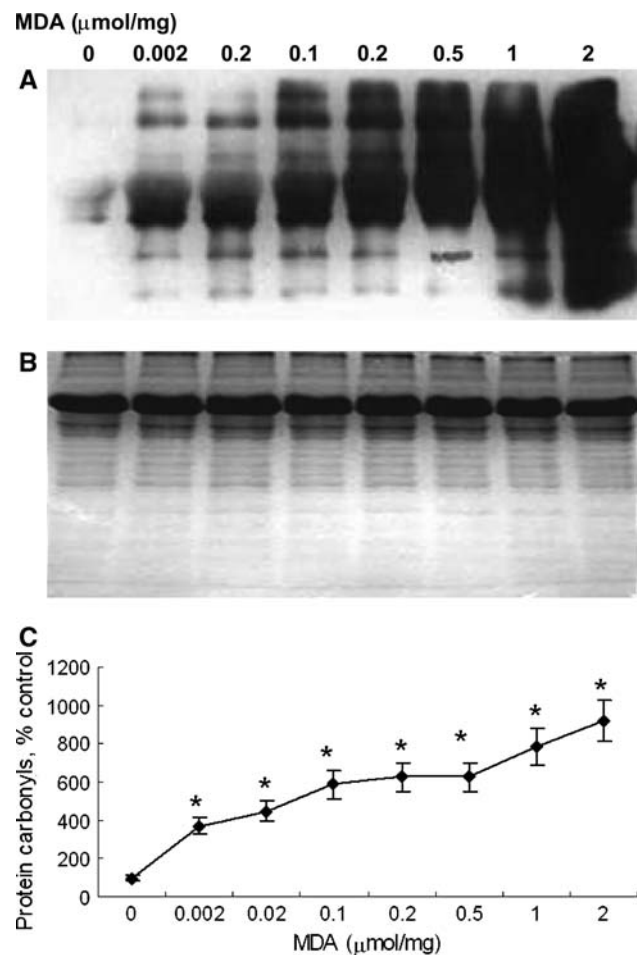 MDA (μmol/mg)
0 0.002 0.2 0.1 0.2 0.5 1 2
A
B
C
Protein carbonyls, % control
1200
1000
800
600
400
200
0
* * * * * * *
0 0.002 0.02 0.1 0.2 0.5 1 2
MDA (μmol/mg)